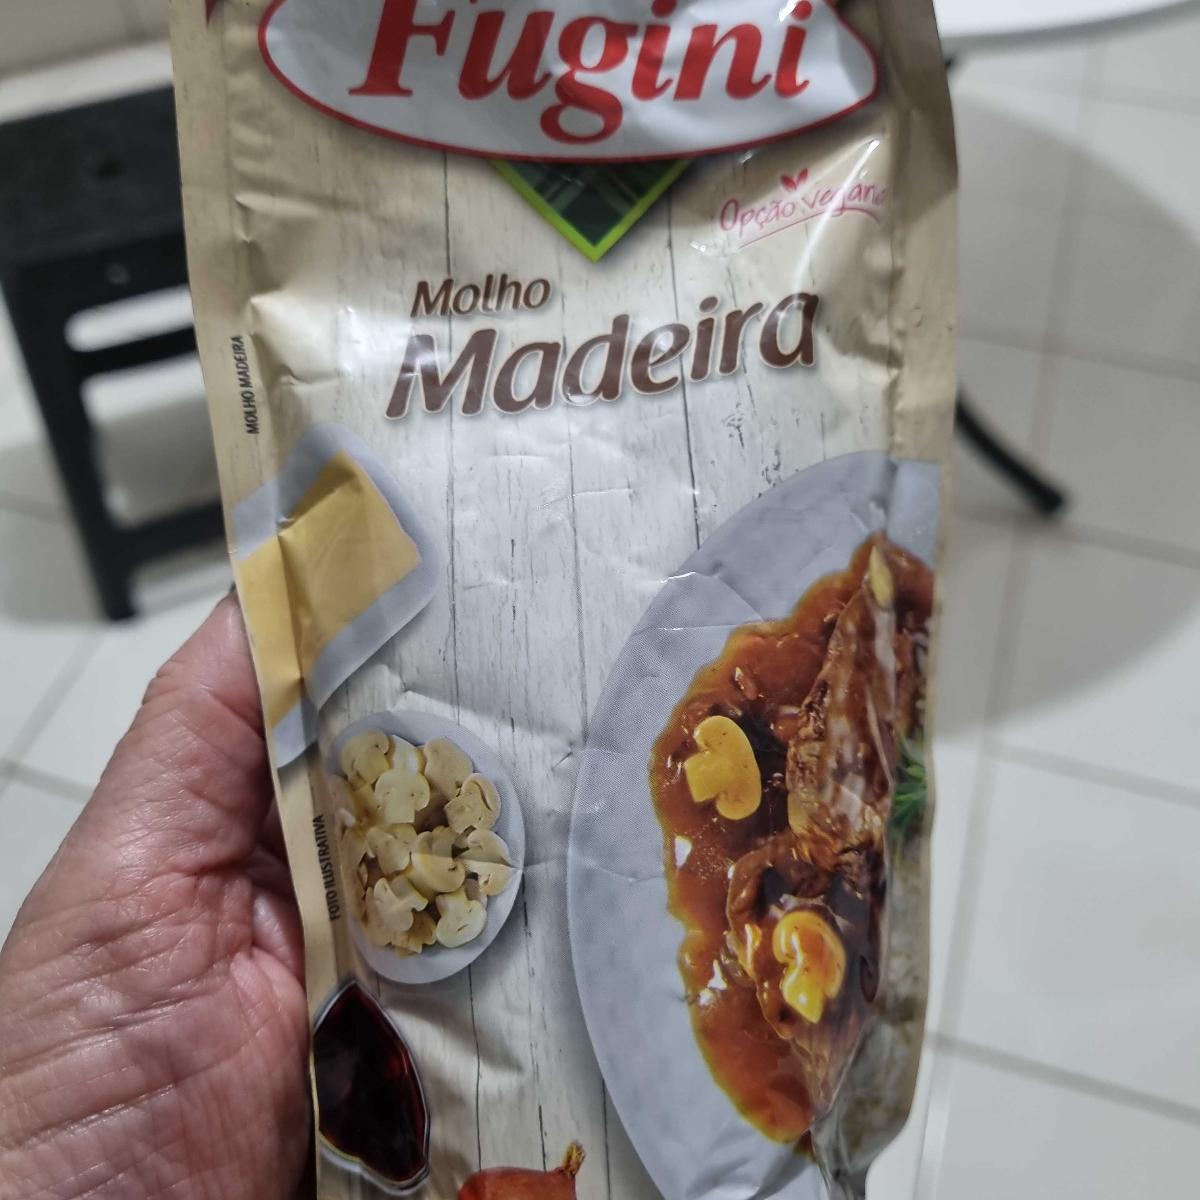 Fugini
Opção vegana
Molho
Madeira
MOLHO MADEIRA
FOTO ILUSTRATIVA